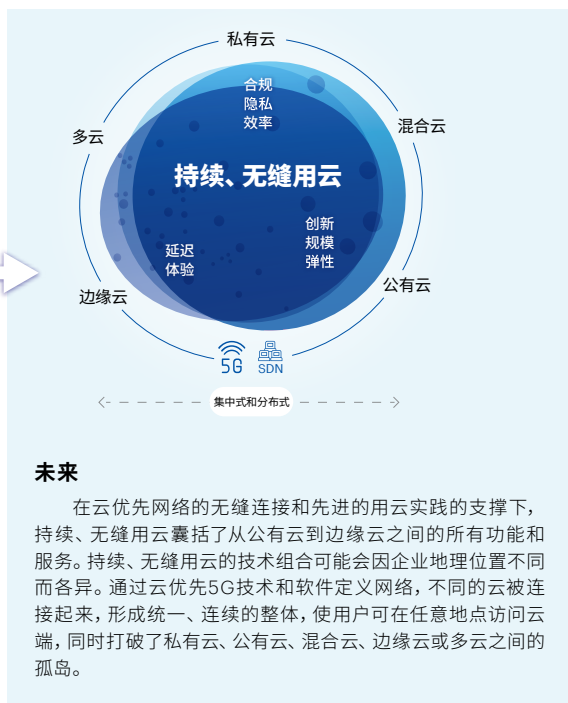 私有云
合规
隐私
效率
混合云
多云
持续、无缝用云
创新
规模
弹性
延迟
体验
公有云
边缘云
5G
SDN
集中式和分布式
未来
在云优先网络的无缝连接和先进的用云实践的支撑下，
持续、无缝用云囊括了从公有云到边缘云之间的所有功能和
服务。持续、无缝用云的技术组合可能会因企业地理位置不同
而各异。通过云优先5G技术和软件定义网络，不同的云被连
接起来，形成统一、连续的整体，使用户可在任意地点访问云
端，同时打破了私有云、公有云、混合云、边缘云或多云之间的
孤岛。